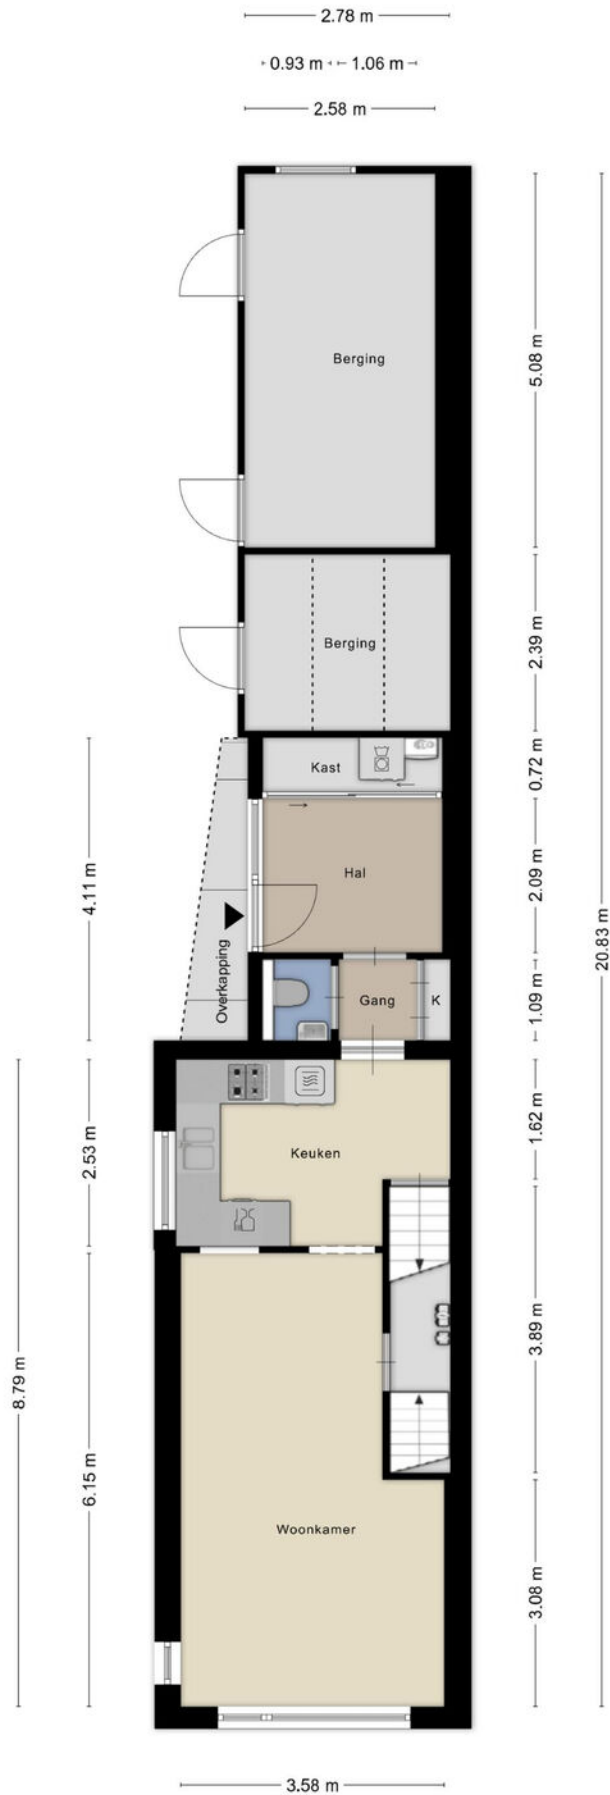 2.78 m
0.93 m
1.06 m
2.58 m
Berging
5.08 m
Berging
2.39 m
Kast
0.72 m
Hal
2.09 m
4.11 m
20.83 m
Overkapping
Gang
K
1.09 m
Keuken
1.62 m
2.53 m
3.89 m
8.79 m
6.15 m
Woonkamer
3.08 m
3.58 m